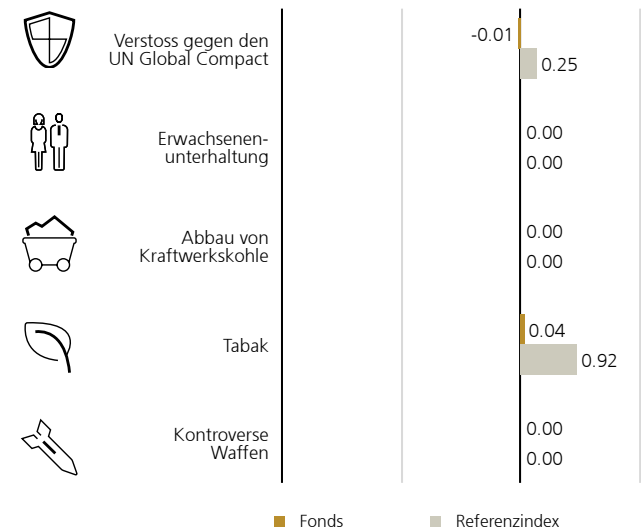 Verstoss gegen den
UN Global Compact
-0.01
0.25
Erwachsenen-
unterhaltung
0.00
0.00
Abbau von
Kraftwerkskohle
0.00
0.00
Tabak
0.04
0.92
Kontroverse
Waffen
0.00
0.00
Fonds Referenzindex